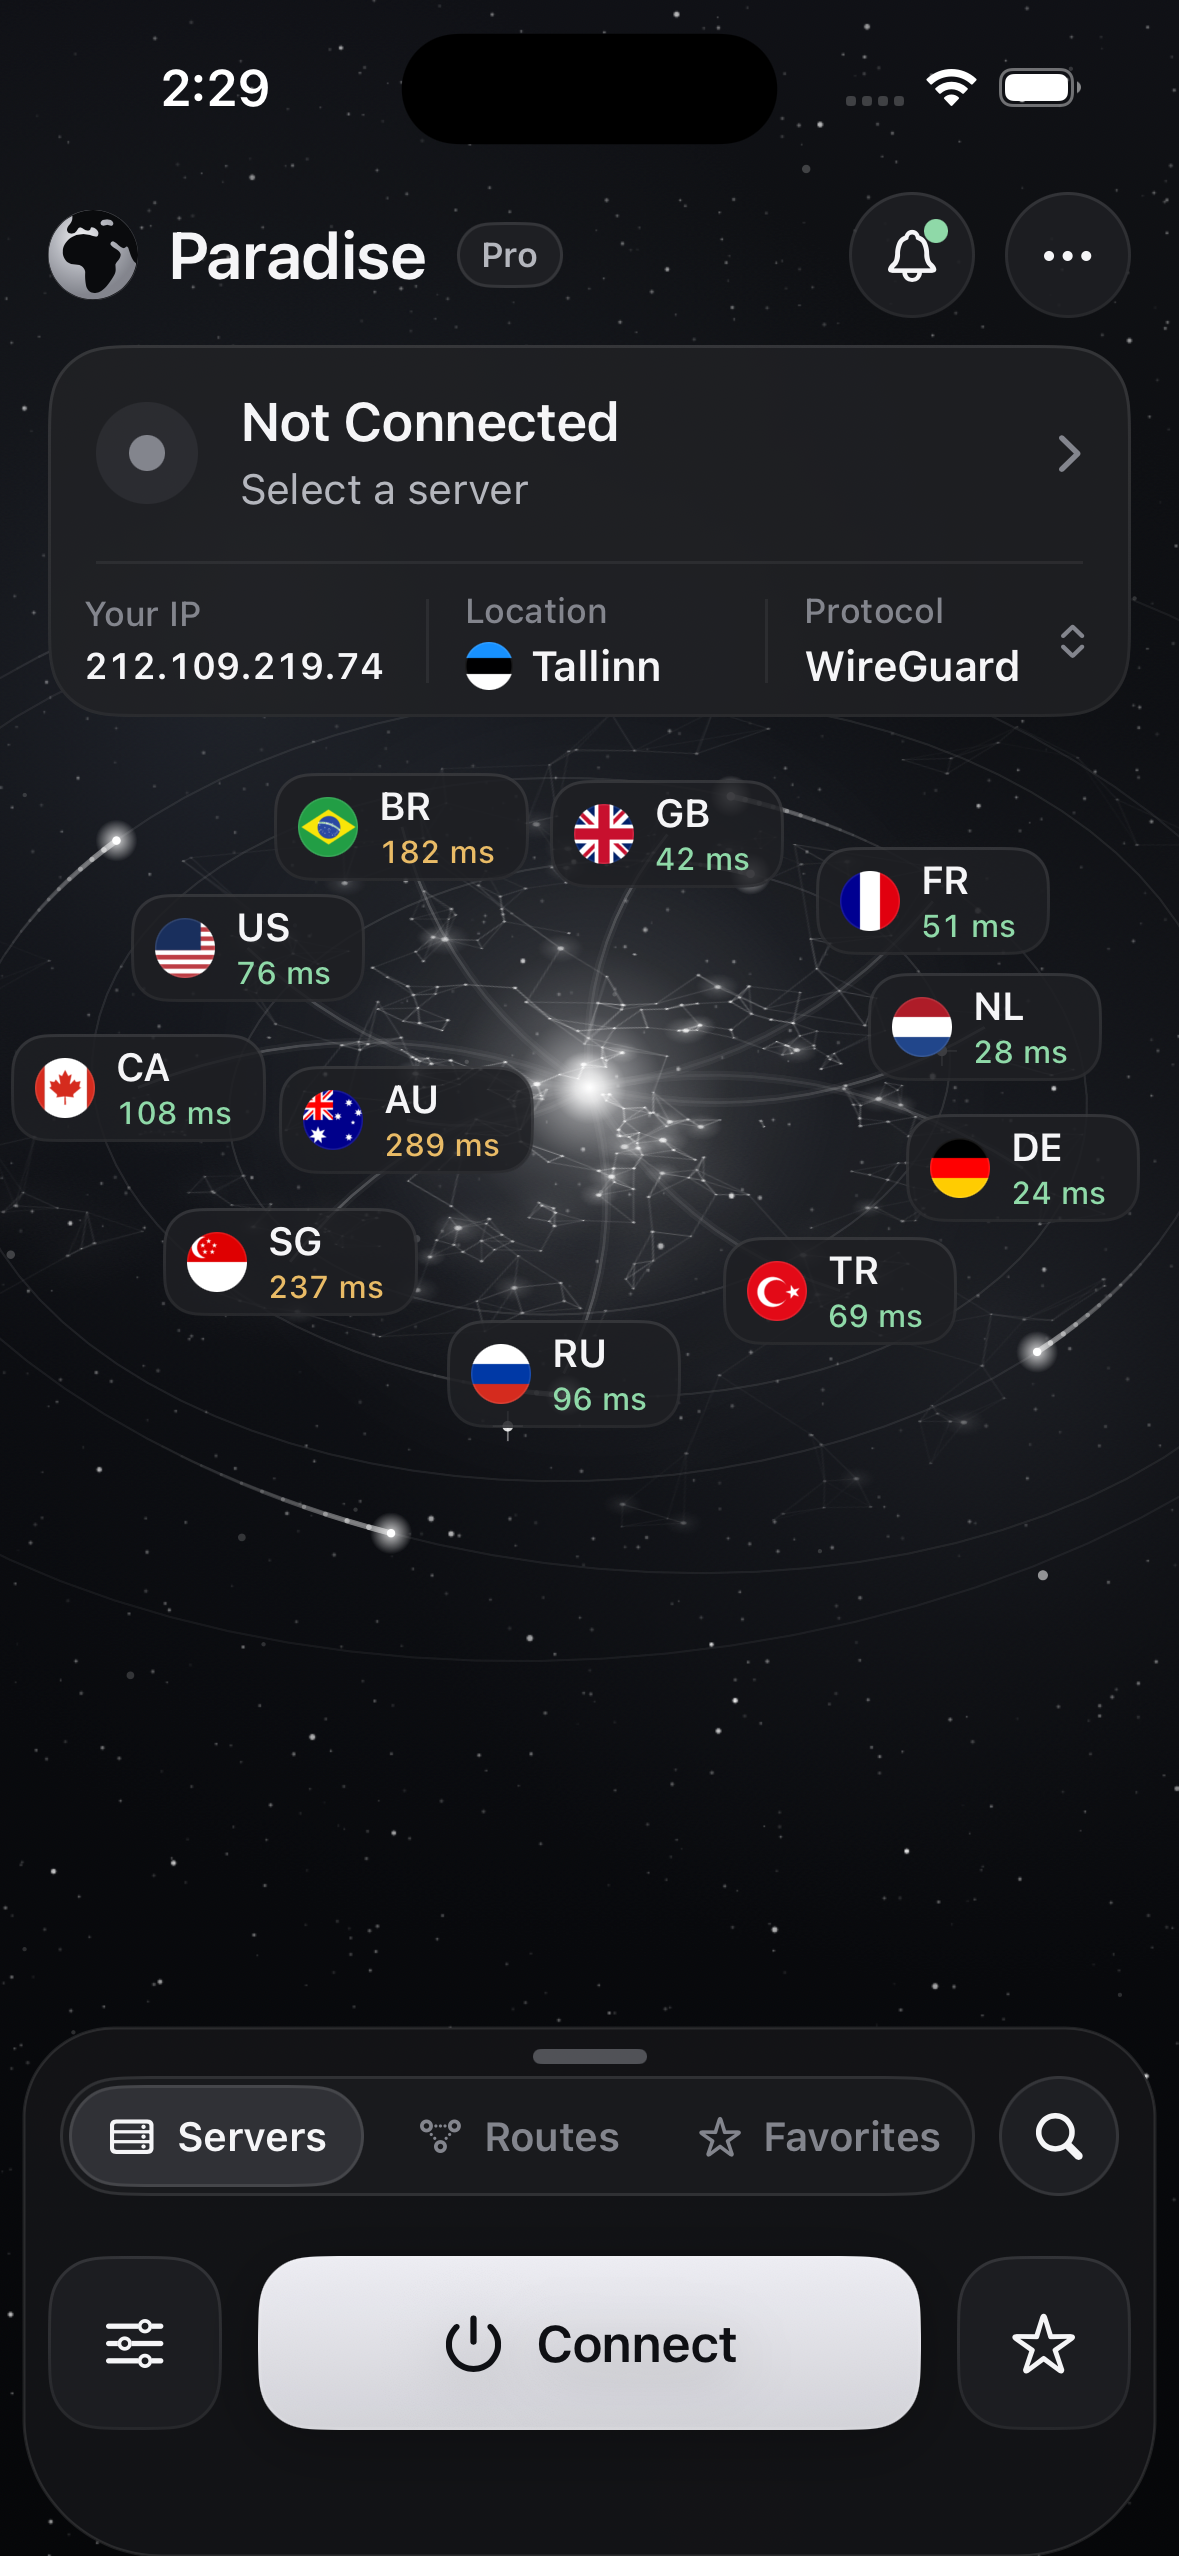 2:29
Paradise
Pro
Not Connected
Select a server
Your IP
212.109.219.74
Location
Tallinn
Protocol
WireGuard
BR
182 ms
GB
42 ms
FR
51 ms
US
76 ms
NL
28 ms
CA
108 ms
AU
289 ms
DE
24 ms
SG
237 ms
TR
69 ms
RU
96 ms
Servers
Routes
Favorites
Connect